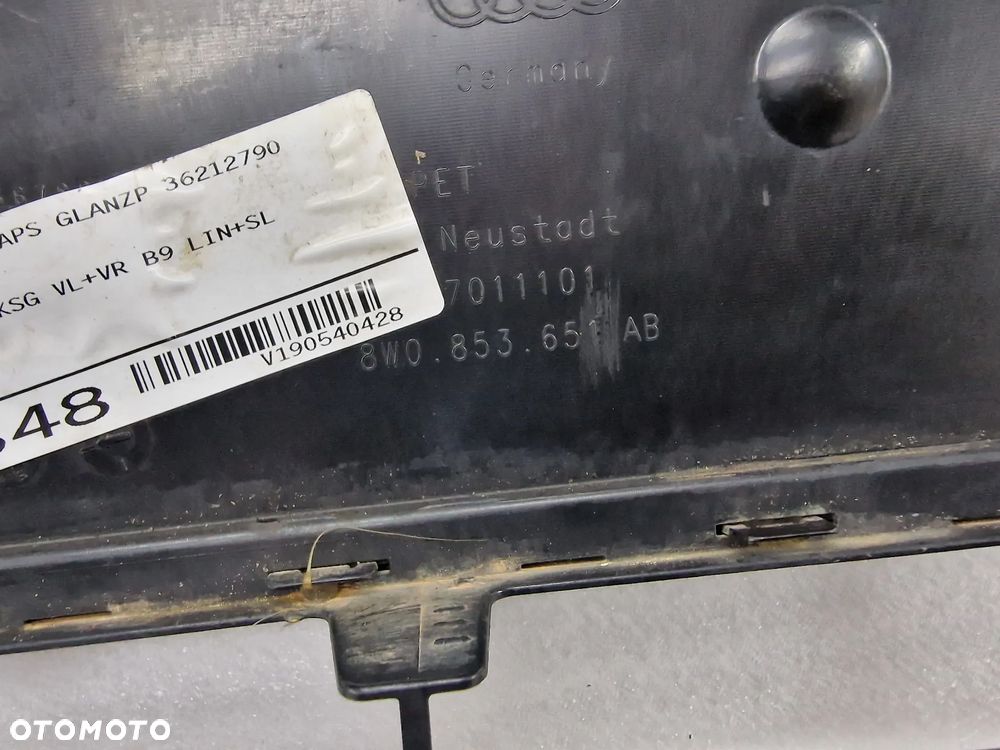 Germany
PET
Neustadt
7011101
8W0.853.651 AB
APS GLANZP 36212790
KSG VL+VR B9 LIN+SL
V190540428
48
OTOMOTO